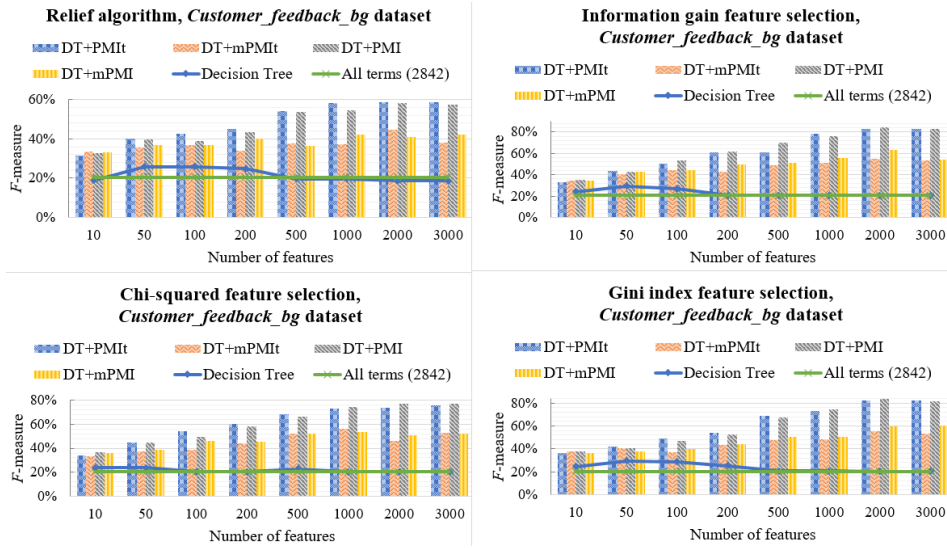 Relief algorithm, Customer_feedback_bg dataset
DT+PMIt
DT+mPMIt
DT+PMI
DT+mPMI
Decision Tree
All terms (2842)
60%
40%
20%
0%
F-measure
10 50 100 200 500 1000 2000 3000
Number of features
Information gain feature selection,
Customer_feedback_bg dataset
DT+PMIt
DT+mPMIt
DT+PMI
DT+mPMI
Decision Tree
All terms (2842)
80%
60%
40%
20%
0%
F-measure
10 50 100 200 500 1000 2000 3000
Number of features
Chi-squared feature selection,
Customer_feedback_bg dataset
DT+PMIt
DT+mPMIt
DT+PMI
DT+mPMI
Decision Tree
All terms (2842)
80%
60%
40%
20%
0%
F-measure
10 50 100 200 500 1000 2000 3000
Number of features
Gini index feature selection,
Customer_feedback_bg dataset
DT+PMIt
DT+mPMIt
DT+PMI
DT+mPMI
Decision Tree
All terms (2842)
80%
60%
40%
20%
0%
F-measure
10 50 100 200 500 1000 2000 3000
Number of features